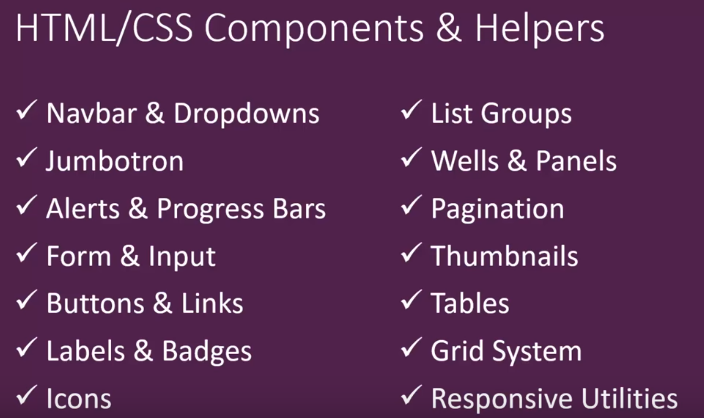 HTML/CSS Components & Helpers
✓ Navbar & Dropdowns
✓ Jumbotron
✓ Alerts & Progress Bars
✓ Form & Input
✓ Buttons & Links
✓ Labels & Badges
✓ Icons
✓ List Groups
✓ Wells & Panels
✓ Pagination
✓ Thumbnails
✓ Tables
✓ Grid System
✓ Responsive Utilities